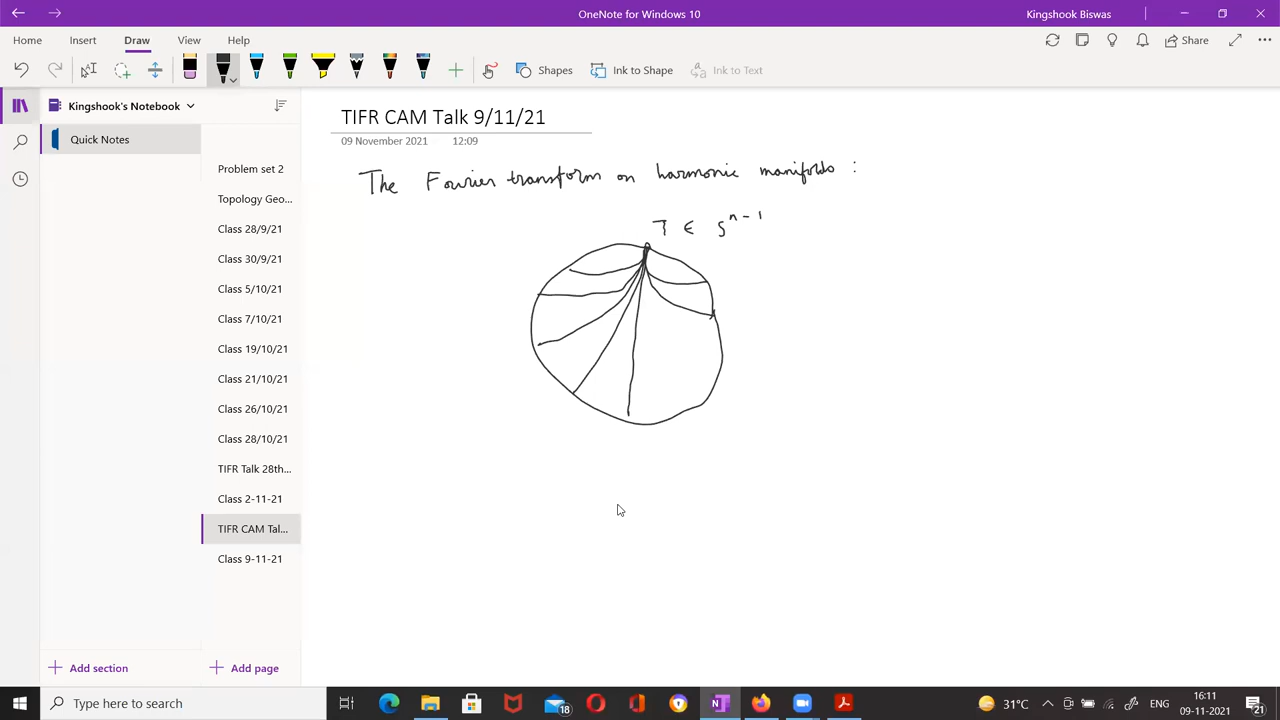 OneNote for Windows 10
Kingshook Biswas
Home Insert Draw View Help
Share
Shapes Ink to Shape Ink to Text
Kingshook's Notebook
Quick Notes
Problem set 2
Topology Geo...
Class 28/9/21
Class 30/9/21
Class 5/10/21
Class 7/10/21
Class 19/10/21
Class 21/10/21
Class 26/10/21
Class 28/10/21
TIFR Talk 28th...
Class 2-11-21
TIFR CAM Tal...
Class 9-11-21
Add section
Add page
TIFR CAM Talk 9/11/21
09 November 2021 12:09
The Fourier transform on harmonic manifolds :
∈ S^{n-1}
Type here to search
18
31°C
ENG
16:11
09-11-2021
21